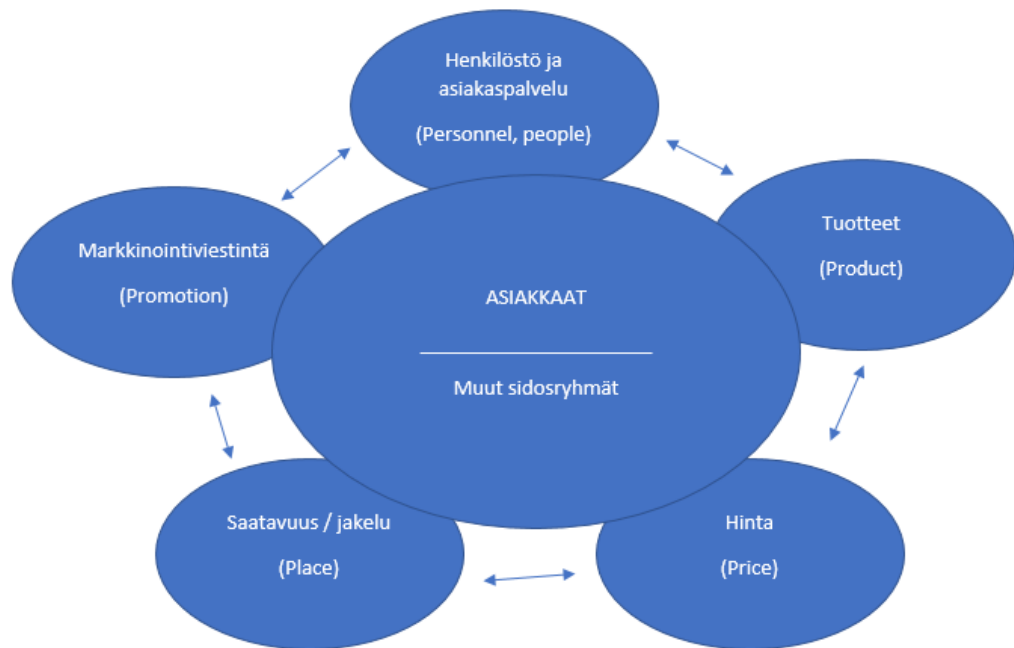 Henkilöstö ja
asiakaspalvelu
(Personnel, people)
Markkinointiviestintä
(Promotion)
Tuotteet
(Product)
ASIAKKAAT
Muut sidosryhmät
Saatavuus / jakelu
(Place)
Hinta
(Price)